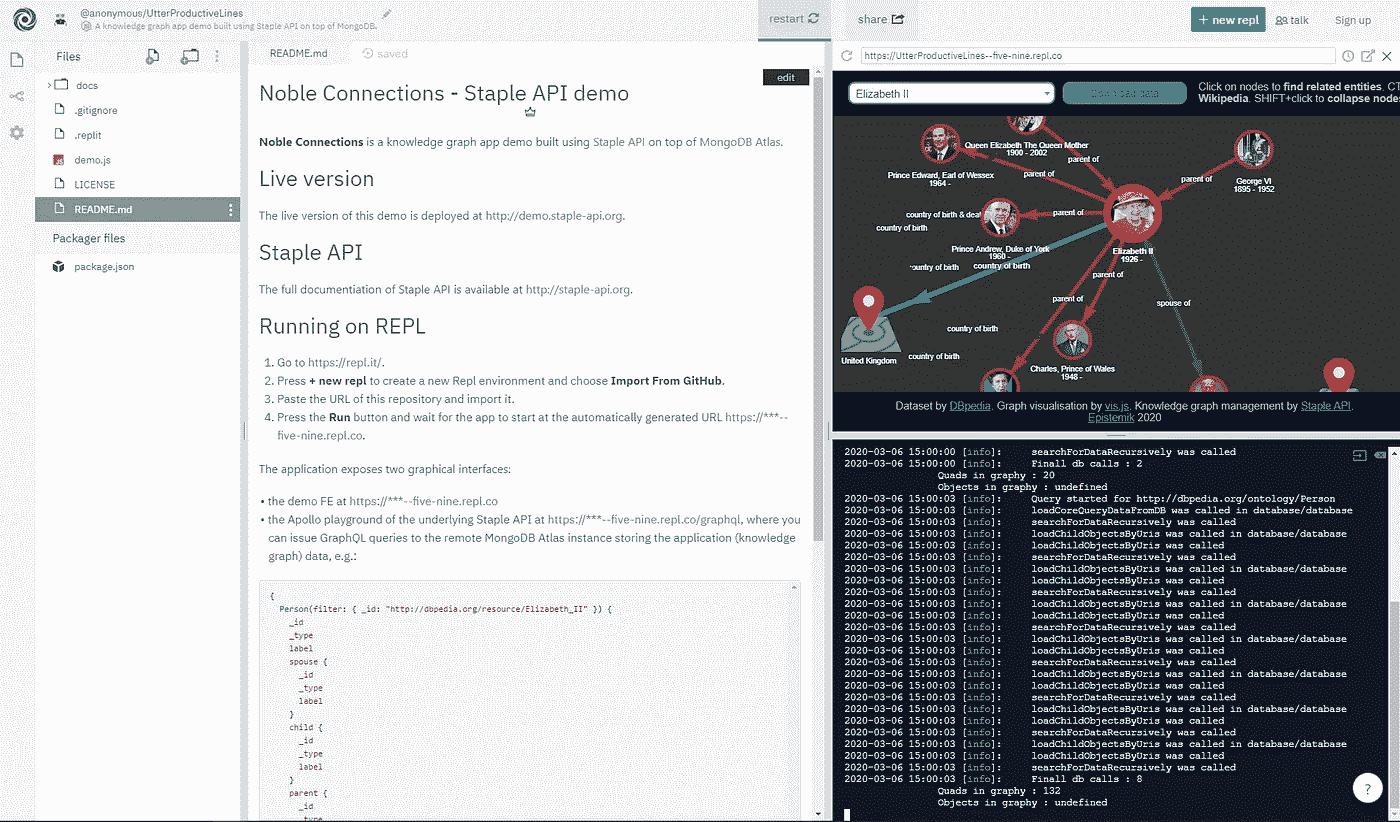 @anonymous/UtterProductiveLines
A knowledge graph app demo built using Staple API on top of MongoDB.
restart
share
+ new repl
talk
Sign up
Files
docs
.gitignore
.replit
demo.js
LICENSE
README.md
Packager files
package.json
README.md
saved
edit
Noble Connections - Staple API demo
Noble Connections is a knowledge graph app demo built using Staple API on top of MongoDB Atlas.
Live version
The live version of this demo is deployed at http://demo.staple-api.org.
Staple API
The full documentiation of Staple API is available at http://staple-api.org.
Running on REPL
1. Go to https://repl.it/.
2. Press + new repl to create a new Repl environment and choose Import From GitHub.
3. Paste the URL of this repository and import it.
4. Press the Run button and wait for the app to start at the automatically generated URL https://***--
five-nine.repl.co.
The application exposes two graphical interfaces:
• the demo FE at https://***--five-nine.repl.co
• the Apollo playground of the underlying Staple API at https://***--five-nine.repl.co/graphql, where you
can issue GraphQL queries to the remote MongoDB Atlas instance storing the application (knowledge
graph) data, e.g.:
{
Person(filter: { _id: "http://dbpedia.org/resource/Elizabeth_II" }) {
_id
_type
label
spouse {
_id
_type
label
}
child {
_id
_type
label
}
parent {
_id
_type
https://UtterProductiveLines--five-nine.repl.co
Elizabeth II
Download data
Click on nodes to find related entities. CT
Wikipedia. SHIFT+click to collapse nodes
Queen Elizabeth The Queen Mother
1900 - 2002
parent of
Prince Edward, Earl of Wessex
1964 -
parent of
parent of
George VI
1895 - 1952
country of birth & deat
parent of
country of birth
Prince Andrew, Duke of York
1960 -
Elizabeth II
1926 -
country of birth
country of birth
parent of
parent of
spouse of
country of birth
country of birth
United Kingdom
Charles, Prince of Wales
1948 -
Dataset by DBpedia. Graph visualisation by vis.js. Knowledge graph management by Staple API.
Epistemik 2020
2020-03-06 15:00:00 [info]: searchForDataRecursively was called
2020-03-06 15:00:00 [info]: Finall db calls : 2
Quads in graphy : 20
Objects in graphy : undefined
2020-03-06 15:00:03 [info]: Query started for http://dbpedia.org/ontology/Person
2020-03-06 15:00:03 [info]: loadCoreQueryDataFromDB was called in database/database
2020-03-06 15:00:03 [info]: searchForDataRecursively was called
2020-03-06 15:00:03 [info]: loadChildObjectsByUris was called in database/database
2020-03-06 15:00:03 [info]: loadChildObjectsByUris was called
2020-03-06 15:00:03 [info]: searchForDataRecursively was called
2020-03-06 15:00:03 [info]: loadChildObjectsByUris was called in database/database
2020-03-06 15:00:03 [info]: loadChildObjectsByUris was called
2020-03-06 15:00:03 [info]: searchForDataRecursively was called
2020-03-06 15:00:03 [info]: loadChildObjectsByUris was called in database/database
2020-03-06 15:00:03 [info]: loadChildObjectsByUris was called
2020-03-06 15:00:03 [info]: searchForDataRecursively was called
2020-03-06 15:00:03 [info]: loadChildObjectsByUris was called in database/database
2020-03-06 15:00:03 [info]: loadChildObjectsByUris was called
2020-03-06 15:00:03 [info]: searchForDataRecursively was called
2020-03-06 15:00:03 [info]: loadChildObjectsByUris was called in database/database
2020-03-06 15:00:03 [info]: loadChildObjectsByUris was called
2020-03-06 15:00:03 [info]: searchForDataRecursively was called
2020-03-06 15:00:03 [info]: loadChildObjectsByUris was called in database/database
2020-03-06 15:00:03 [info]: loadChildObjectsByUris was called
2020-03-06 15:00:03 [info]: searchForDataRecursively was called
2020-03-06 15:00:03 [info]: loadChildObjectsByUris was called in database/database
2020-03-06 15:00:03 [info]: loadChildObjectsByUris was called
2020-03-06 15:00:03 [info]: searchForDataRecursively was called
2020-03-06 15:00:03 [info]: Finall db calls : 8
Quads in graphy : 132
Objects in graphy : undefined
?